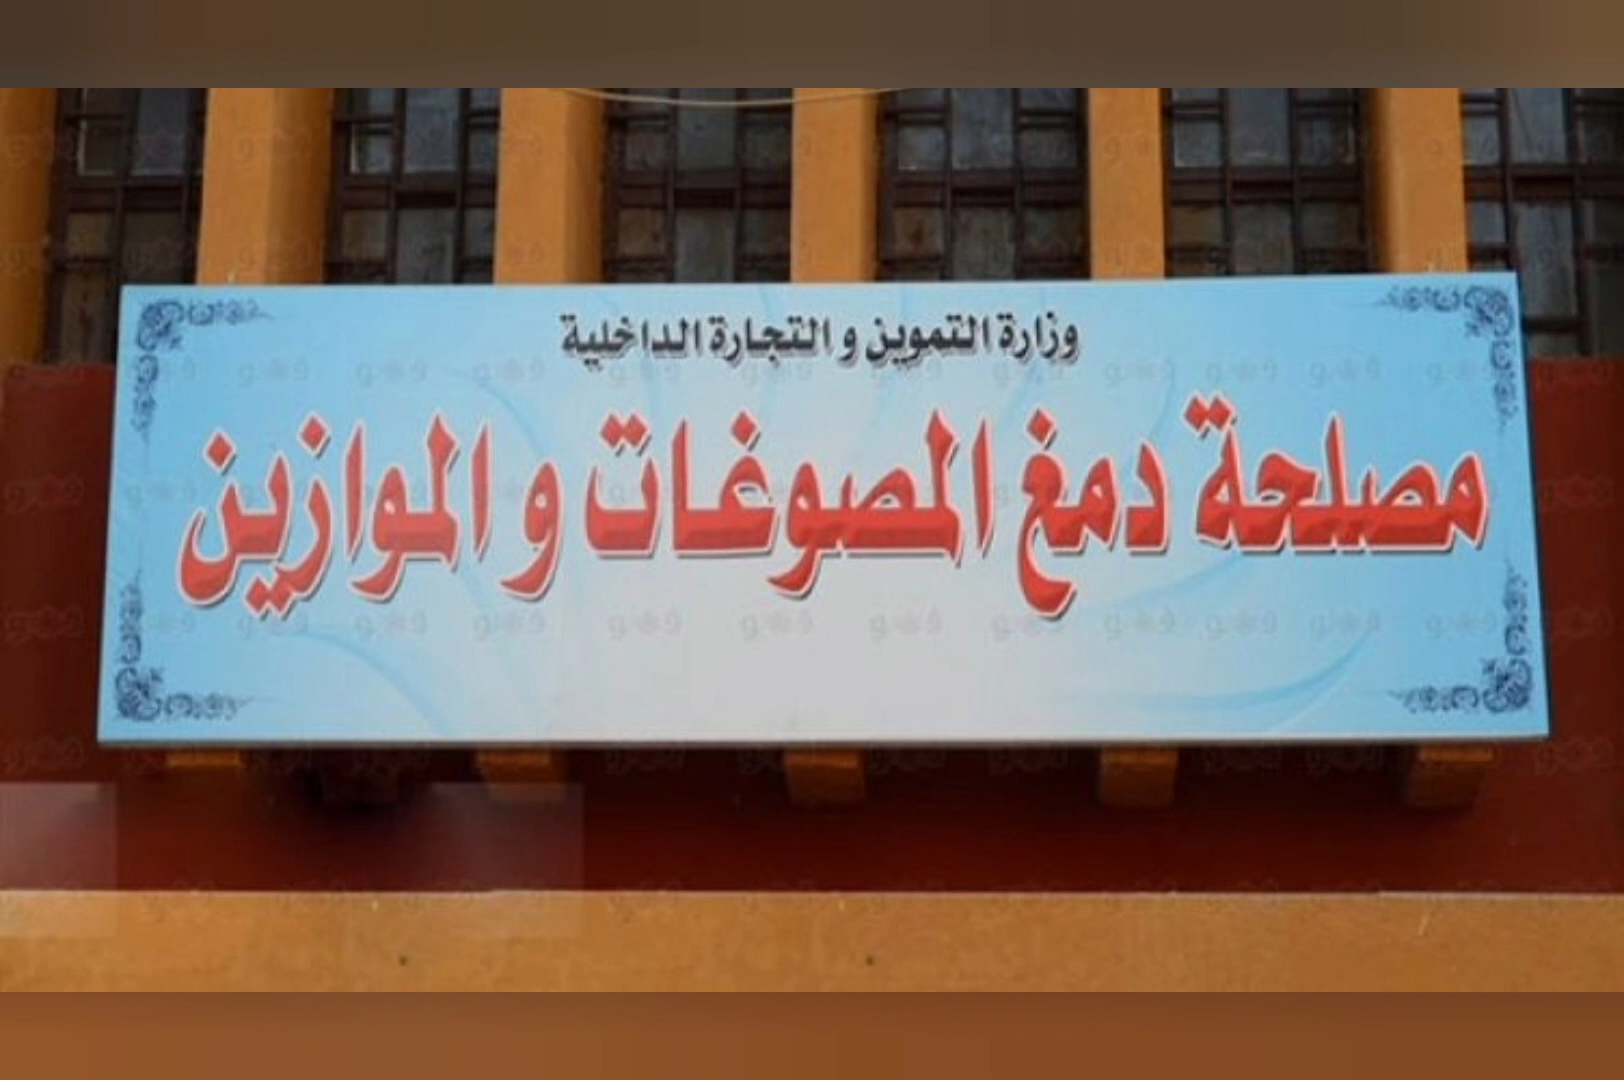 وزارة التموين و التجارة الداخلية
مصلحة دمغ المصوغات و الموازين